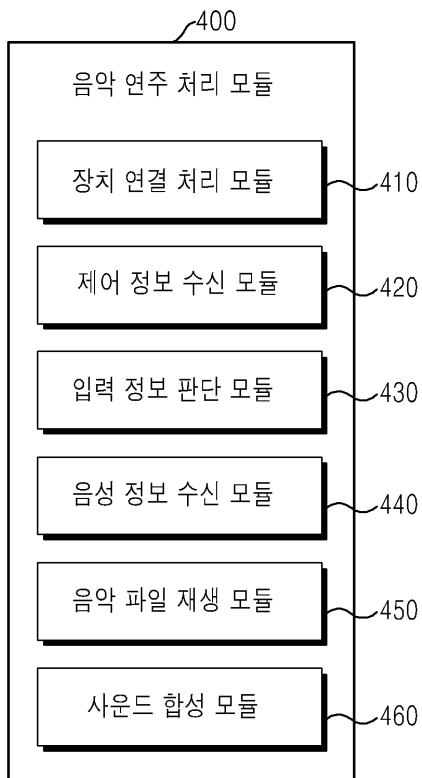 400
음악 연주 처리 모듈
장치 연결 처리 모듈
410
제어 정보 수신 모듈
420
입력 정보 판단 모듈
430
음성 정보 수신 모듈
440
음악 파일 재생 모듈
450
사운드 합성 모듈
460